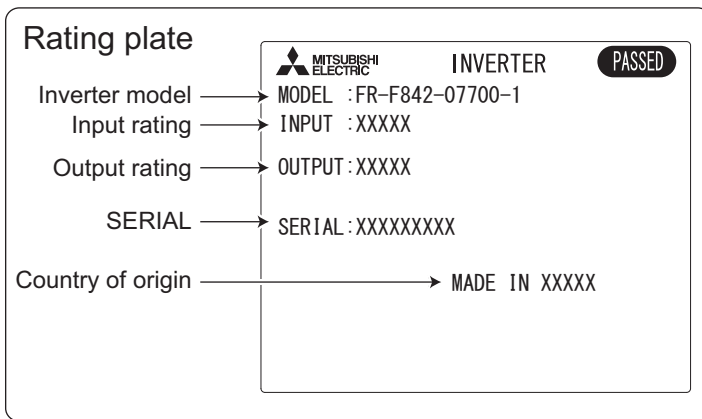 Rating plate
MITSUBISHI
ELECTRIC
INVERTER
PASSED
Inverter model
MODEL :FR-F842-07700-1
Input rating
INPUT :XXXXX
Output rating
OUTPUT:XXXXX
SERIAL
SERIAL:XXXXXXXXX
Country of origin
MADE IN XXXXX